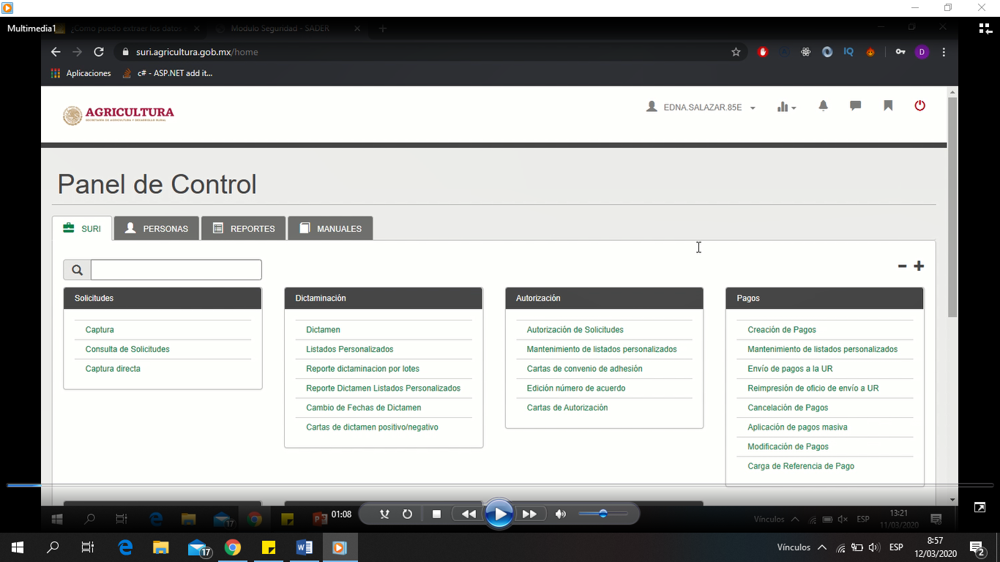 Multimedia1
¿Como puedo extraer los datos
Modulo Seguridad - SADER
suri.agricultura.gob.mx/home
D
Aplicaciones
c# - ASP.NET add it...
AGRICULTURA
SECRETARÍA DE AGRICULTURA Y DESARROLLO RURAL
EDNA.SALAZAR.85E
Panel de Control
SURI
PERSONAS
REPORTES
MANUALES
Solicitudes
Captura
Consulta de Solicitudes
Captura directa
Dictaminación
Dictamen
Listados Personalizados
Reporte dictaminacion por lotes
Reporte Dictamen Listados Personalizados
Cambio de Fechas de Dictamen
Cartas de dictamen positivo/negativo
Autorización
Autorización de Solicitudes
Mantenimiento de listados personalizados
Cartas de convenio de adhesión
Edición número de acuerdo
Cartas de Autorización
Pagos
Creación de Pagos
Mantenimiento de listados personalizados
Envío de pagos a la UR
Reimpresión de oficio de envío a UR
Cancelación de Pagos
Aplicación de pagos masiva
Modificación de Pagos
Carga de Referencia de Pago
17
01:08
Vínculos
ESP
13:21
11/03/2020
17
Vínculos
ESP
8:57
12/03/2020
2